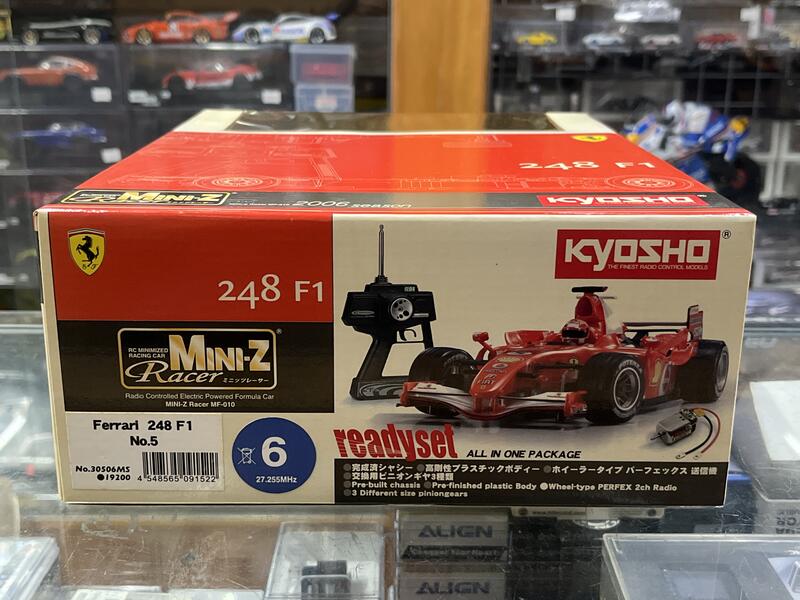 248 F1
MINI-Z
Racer
2006 season
KYOSHO
248 F1
KYOSHO
®
THE FINEST RADIO CONTROL MODELS
RC MINIMIZED
RACING CAR
MINI-Z
®
Racer
ミニッツレーサー
Radio Controlled Electric Powered Formula Car
MINI-Z Racer MF-010
Ferrari 248 F1
No.5
No.30506MS
●19200
4 548565 091522
6
27.255MHz
readyset
ALL IN ONE PACKAGE
●完成済シャシー ●高剛性プラスチックボディー ●ホイーラータイプ パーフェックス 送信機
●交換用ピニオンギヤ3種類
●Pre-built chassis ●Pre-finished plastic Body ●Wheel-type PERFEX 2ch Radio
●3 Different size piniongears
FIAT
ALIGN
ALIGN